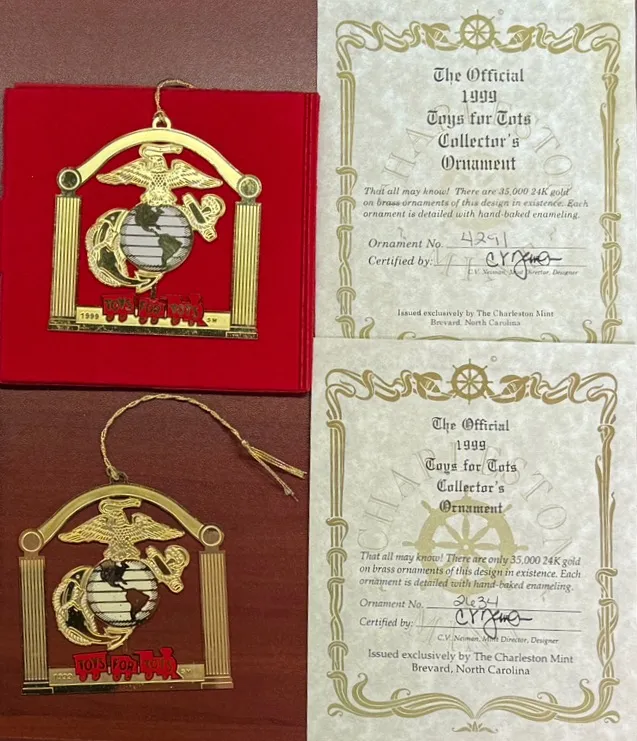 TOYS FOR TOTS
1999 SW
TOYS FOR TOTS
CHARLESTON
The Official
1999
Toys for Tots
Collector's
Ornament
That all may know! There are 35,000 24K gold
on brass ornaments of this design in existence. Each
ornament is detailed with hand-baked enameling.
Ornament No. 4291
Certified by:
C.V. Neiman, Mint Director, Designer
Issued exclusively by The Charleston Mint
Brevard, North Carolina
CHARLESTON
The Official
1999
Toys for Tots
Collector's
Ornament
That all may know! There are only 35,000 24K gold
on brass ornaments of this design in existence. Each
ornament is detailed with hand-baked enameling.
Ornament No. 2634
Certified by:
C.V. Neiman, Mint Director, Designer
Issued exclusively by The Charleston Mint
Brevard, North Carolina